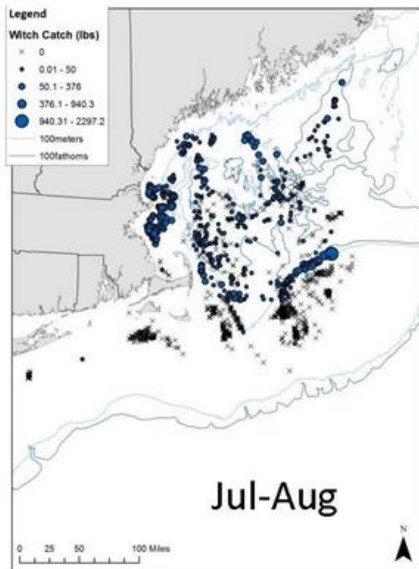 Legend
Witch Catch (lbs)
0
0.01 - 50
50.1 - 376
376.1 - 940.3
940.31 - 2297.2
100meters
100fathoms
Jul-Aug
N
0 25 50 100 Miles